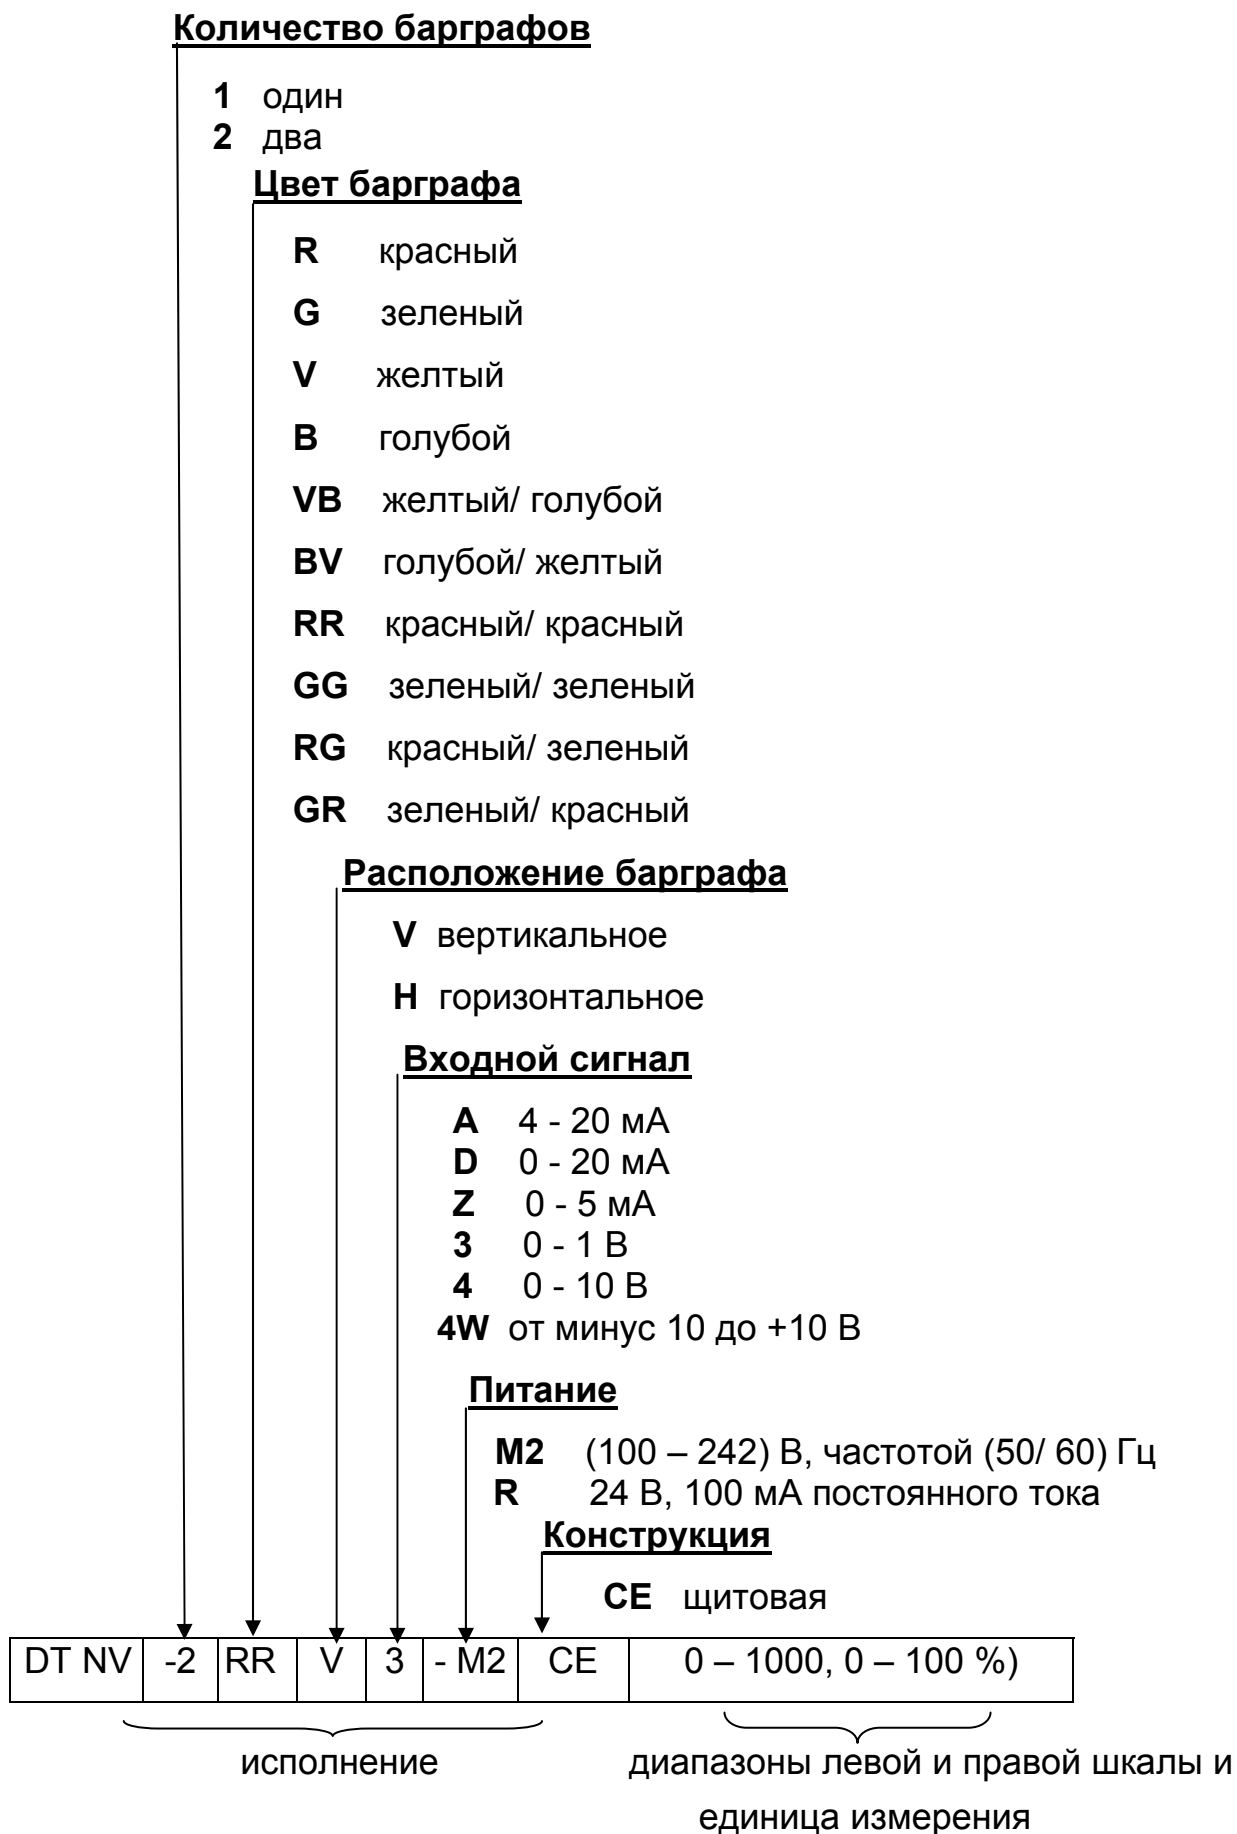 Количество барграфов
1 один
2 два
Цвет барграфа
R красный
G зеленый
V желтый
B голубой
VB желтый/ голубой
BV голубой/ желтый
RR красный/ красный
GG зеленый/ зеленый
RG красный/ зеленый
GR зеленый/ красный
Расположение барграфа
V вертикальное
H горизонтальное
Входной сигнал
A 4 - 20 мА
D 0 - 20 мА
Z 0 - 5 мА
3 0 - 1 В
4 0 - 10 В
4W от минус 10 до +10 В
Питание
M2 (100 – 242) В, частотой (50/ 60) Гц
R 24 В, 100 мА постоянного тока
Конструкция
CE щитовая
DT NV -2 RR V 3 - M2 CE 0 – 1000, 0 – 100 %)
исполнение диапазоны левой и правой шкалы и
единица измерения